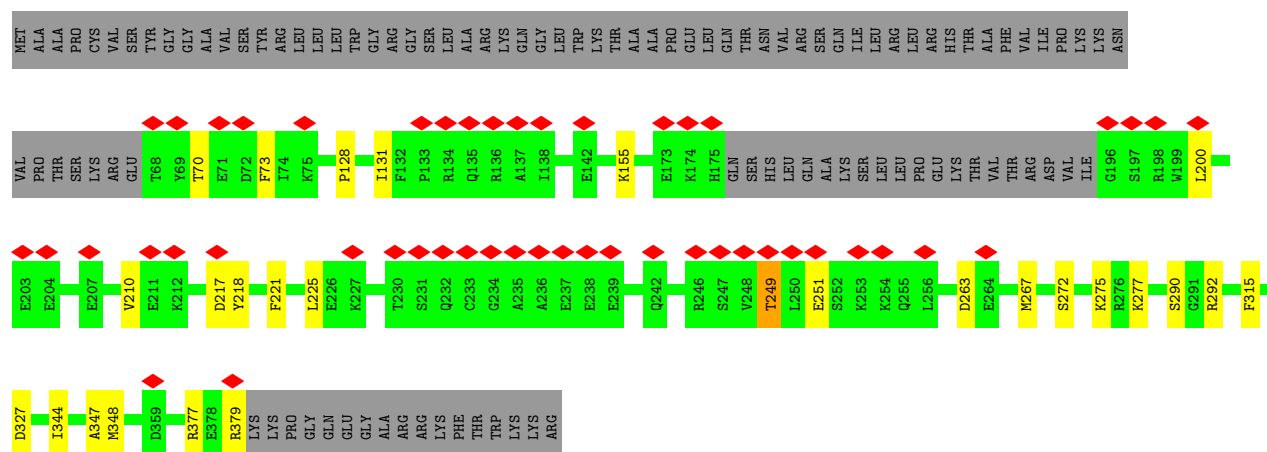 MET ALA ALA PRO CYS VAL SER TYR GLY GLY ALA VAL SER TYR ARG LEU LEU LEU TRP GLY ARG GLY SER LEU ALA ARG LYS GLN GLY LEU TRP LYS THR ALA ALA PRO GLU LEU GLN THR ASN VAL ARG SER GLN ILE LEU ARG LEU ARG HIS THR ALA PHE VAL ILE PRO LYS LYS ASN
VAL PRO THR SER LYS ARG GLU T68 Y69 T70 E71 D72 F73 I74 K75 P128 I131 F132 P133 R134 Q135 R136 A137 I138 E142 K155 E173 K174 H175 GLN SER HIS LEU GLN ALA LYS SER LEU LEU PRO GLU LYS THR VAL THR ARG ASP VAL ILE G196 S197 R198 W199 L200
E203 E204 E207 V210 E211 K212 D217 Y218 F221 L225 E226 K227 T230 S231 Q232 C233 G234 A235 A236 E237 E238 E239 Q242 R246 S247 V248 T249 L250 E251 S252 K253 K254 Q255 L256 D263 E264 M267 S272 K275 R276 K277 S290 G291 R292 F315
D327 I344 A347 M348 D359 R377 E378 R379 LYS LYS PRO GLY GLN GLU GLY ALA ARG ARG LYS PHE THR TRP LYS LYS ARG